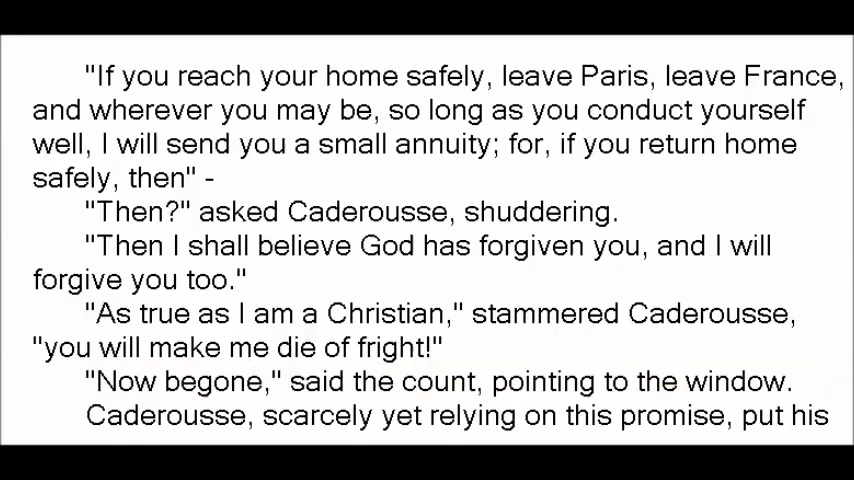 "If you reach your home safely, leave Paris, leave France,
and wherever you may be, so long as you conduct yourself
well, I will send you a small annuity; for, if you return home
safely, then" -
"Then?" asked Caderousse, shuddering.
"Then I shall believe God has forgiven you, and I will
forgive you too."
"As true as I am a Christian," stammered Caderousse,
"you will make me die of fright!"
"Now begone," said the count, pointing to the window.
Caderousse, scarcely yet relying on this promise, put his